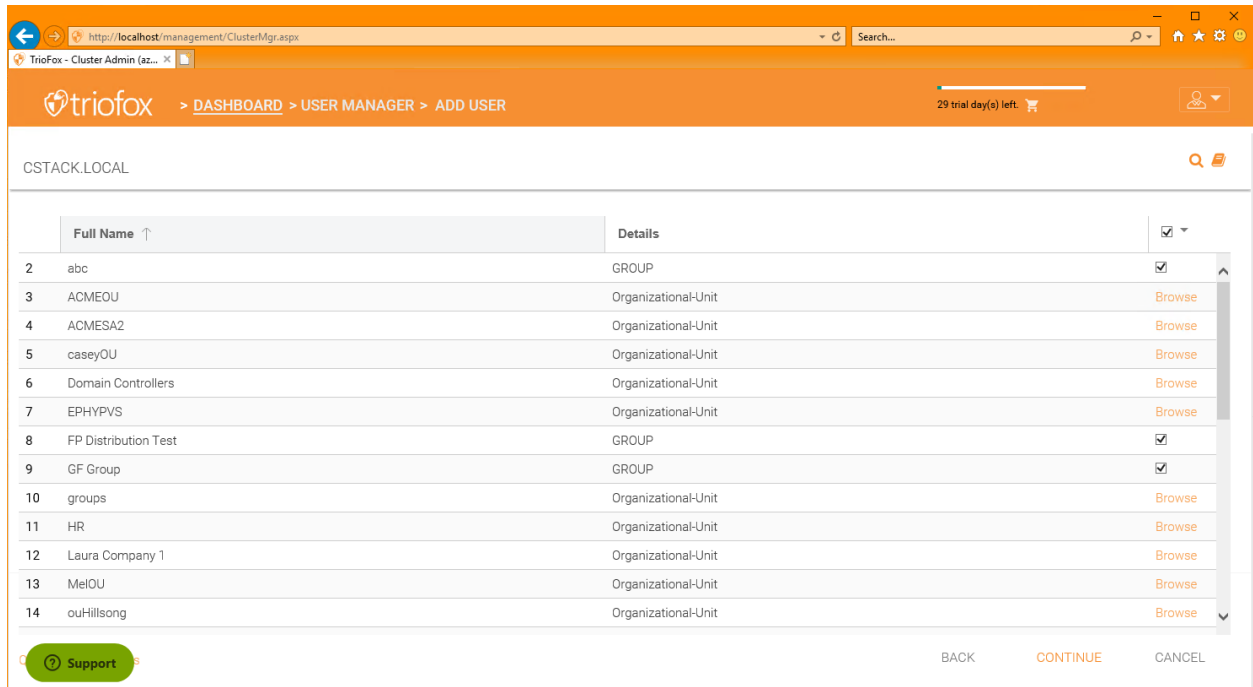 http://localhost/management/ClusterMgr.aspx
Search...
TrioFox - Cluster Admin (az...
triofox > DASHBOARD > USER MANAGER > ADD USER
29 trial day(s) left.
CSTACK.LOCAL
Full Name ↑ Details
2 abc GROUP
3 ACMEOU Organizational-Unit Browse
4 ACMESA2 Organizational-Unit Browse
5 caseyOU Organizational-Unit Browse
6 Domain Controllers Organizational-Unit Browse
7 EPHYPVS Organizational-Unit Browse
8 FP Distribution Test GROUP
9 GF Group GROUP
10 groups Organizational-Unit Browse
11 HR Organizational-Unit Browse
12 Laura Company 1 Organizational-Unit Browse
13 MelOU Organizational-Unit Browse
14 ouHillsong Organizational-Unit Browse
Support
BACK CONTINUE CANCEL